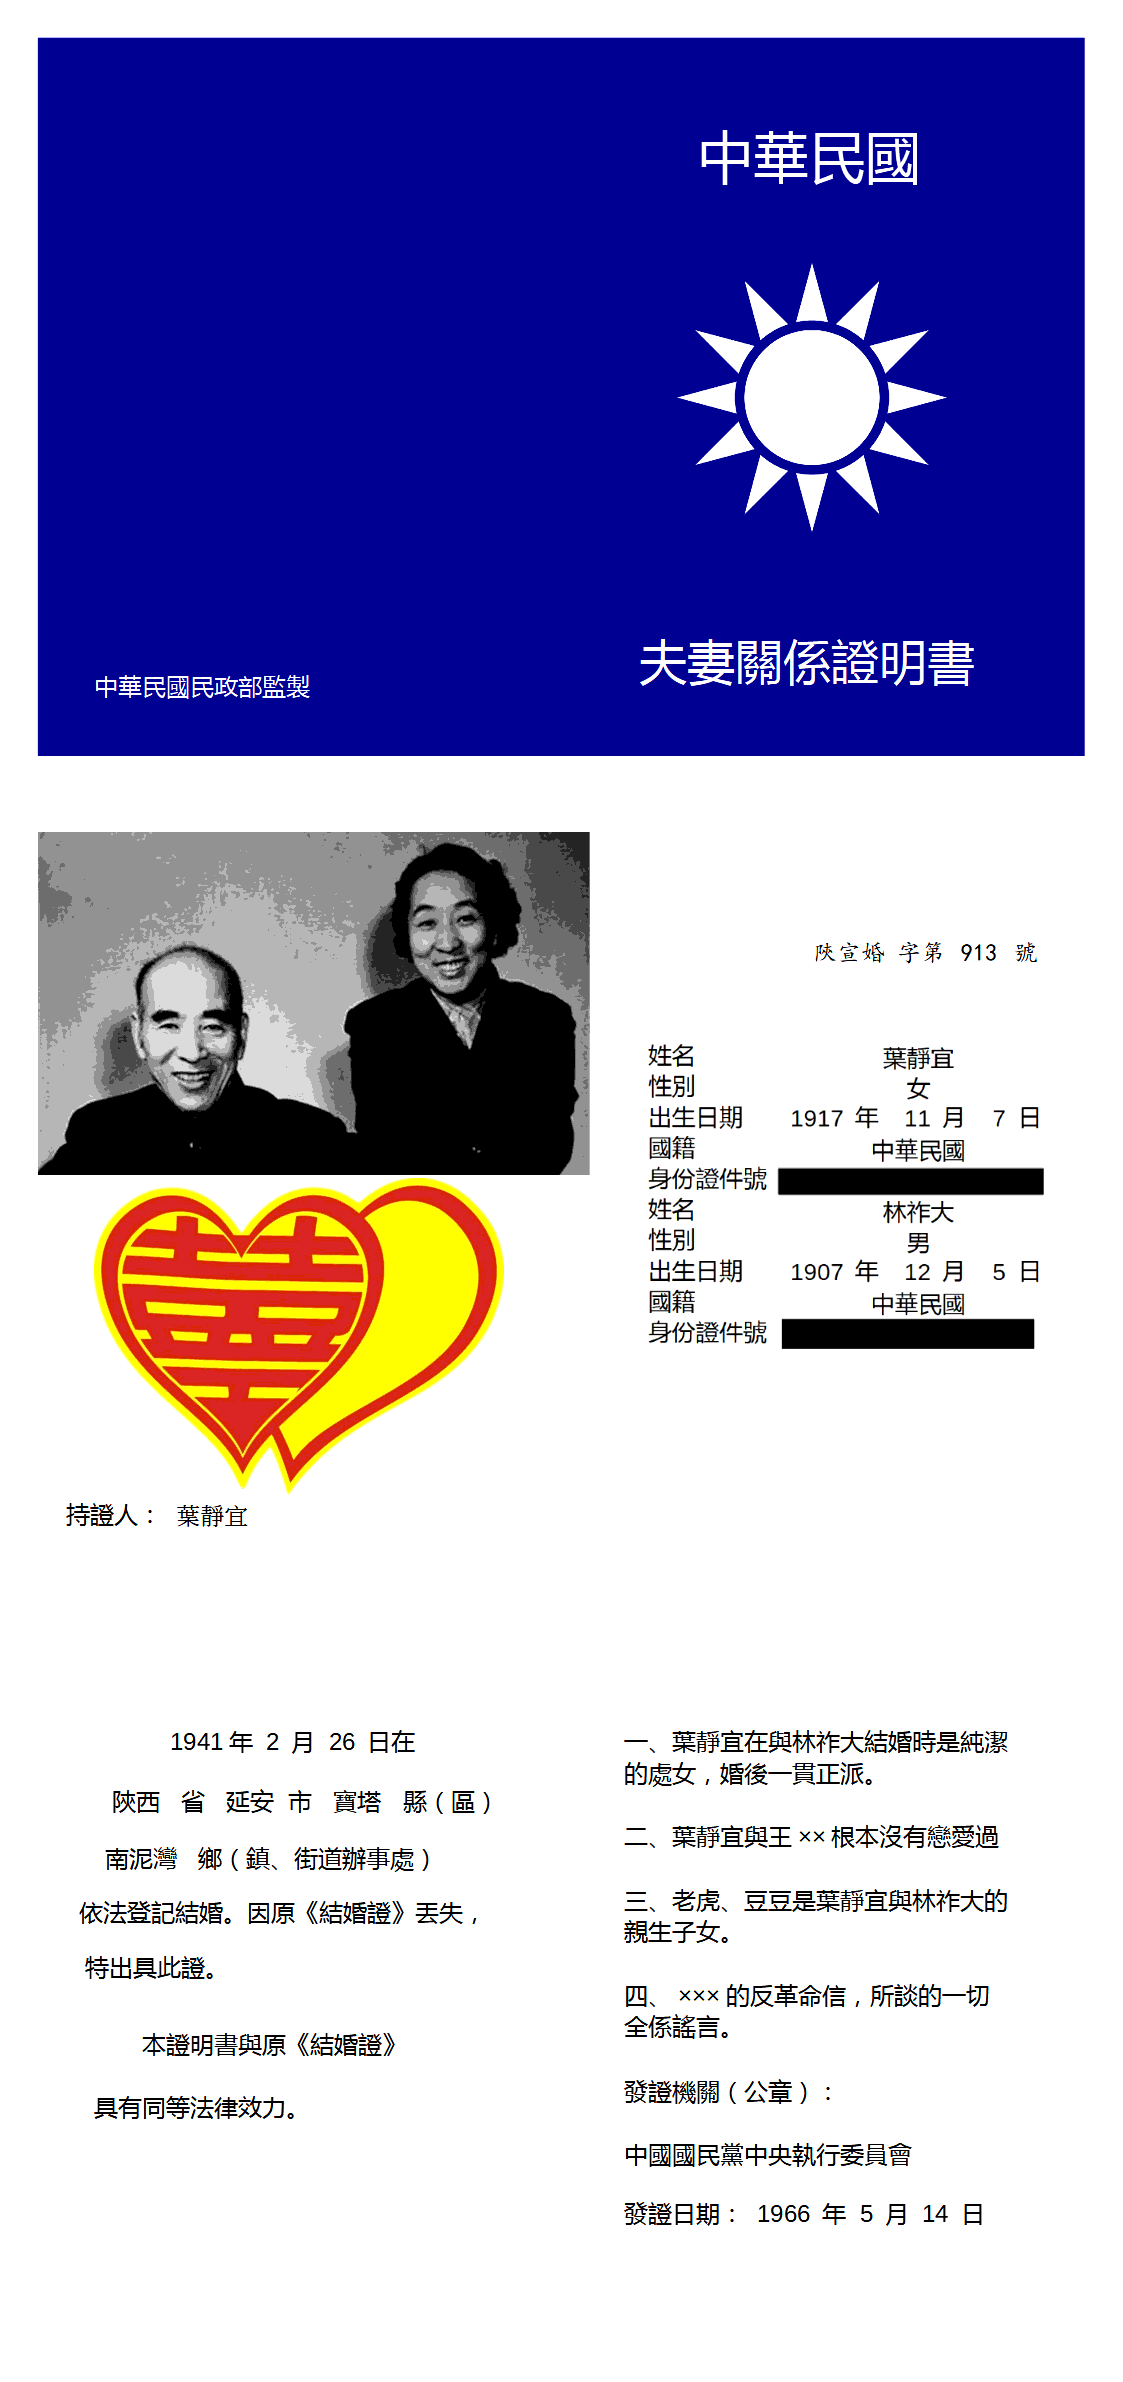 中華民國
夫妻關係證明書
中華民國民政部監製
陝宣婚 字第 913 號
姓名 葉靜宜
性別 女
出生日期 1917 年 11 月 7 日
國籍 中華民國
身份證件號
姓名 林祚大
性別 男
出生日期 1907 年 12 月 5 日
國籍 中華民國
身份證件號
持證人： 葉靜宜
1941 年 2 月 26 日在
陝西 省 延安 市 寶塔 縣（區）
南泥灣 鄉（鎮、街道辦事處）
依法登記結婚。因原《結婚證》丟失，
特出具此證。
本證明書與原《結婚證》
具有同等法律效力。
一、葉靜宜在與林祚大結婚時是純潔
的處女，婚後一貫正派。
二、葉靜宜與王 ×× 根本沒有戀愛過
三、老虎、豆豆是葉靜宜與林祚大的
親生子女。
四、 ××× 的反革命信，所談的一切
全係謠言。
發證機關（公章）：
中國國民黨中央執行委員會
發證日期： 1966 年 5 月 14 日